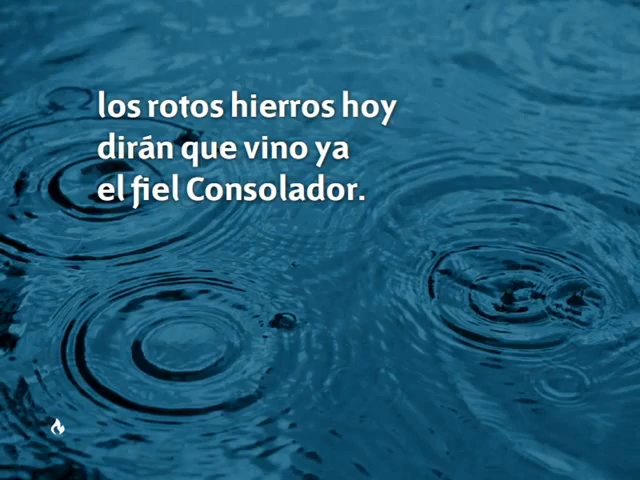 los rotos hierros hoy
dirán que vino ya
el fiel Consolador.